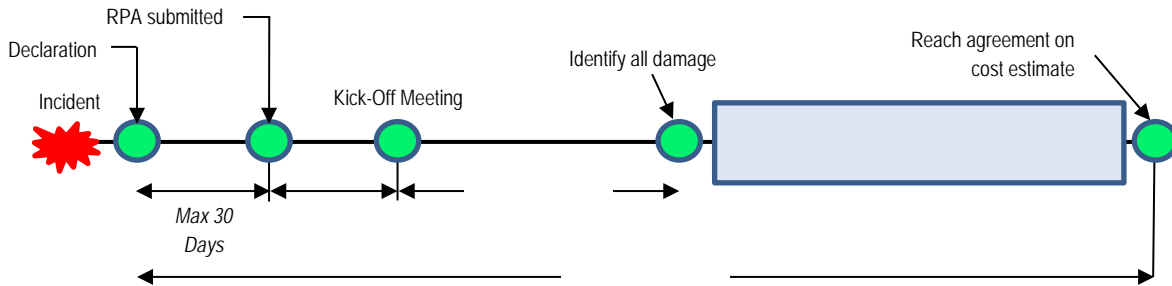 RPA submitted
Declaration
Incident
Kick-Off Meeting
Identify all damage
Reach agreement on
cost estimate
Max 30
Days